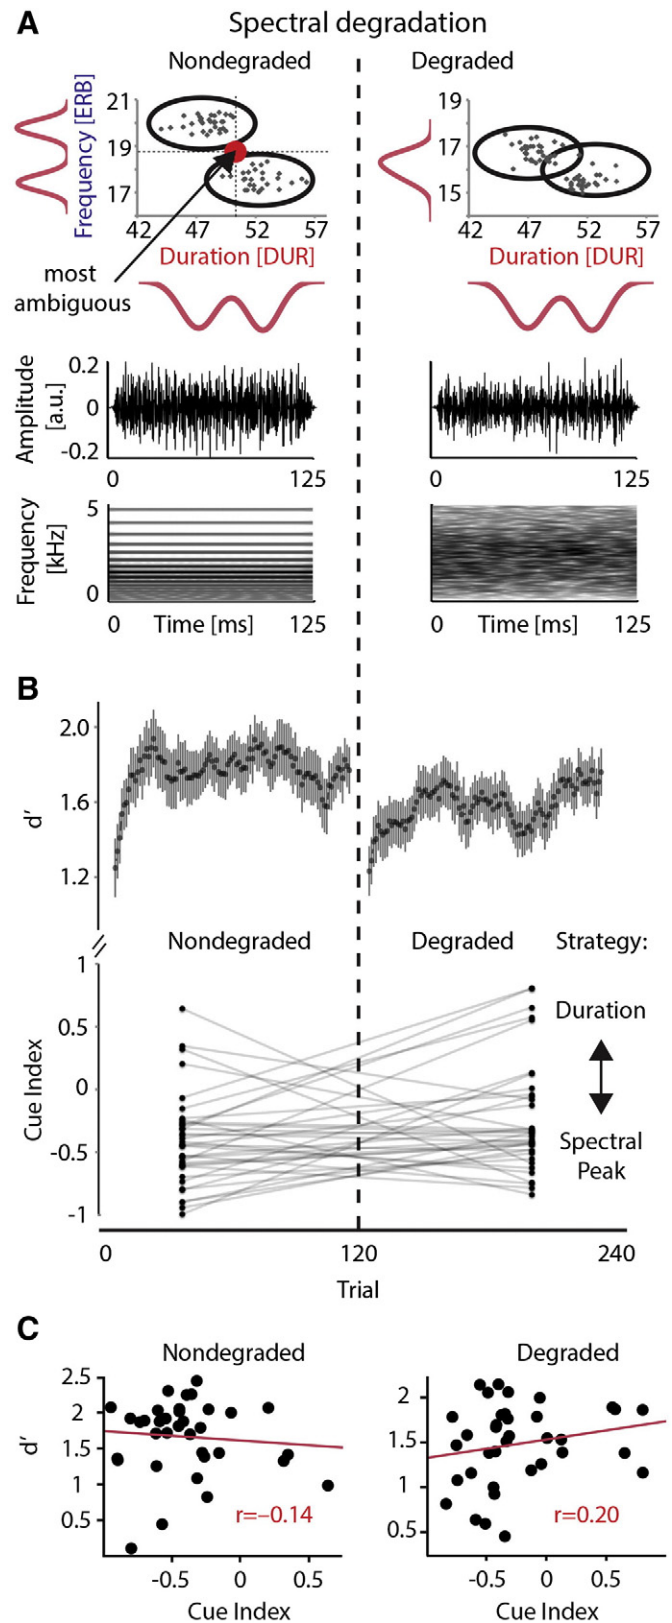 A
Spectral degradation
Nondegraded
Degraded
Frequency [ERB]
21
19
17
42 47 52 57
Duration [DUR]
most
ambiguous
19
17
15
42 47 52 57
Duration [DUR]
Amplitude
[a.u.]
0.2
0
-0.2
0 125
0 125
Frequency
[kHz]
5
0
0 Time [ms] 125
0 Time [ms] 125
B
d′
2.0
1.6
1.2
Nondegraded
Degraded
Strategy:
Duration
Spectral
Peak
Cue Index
1
0.5
0
-0.5
-1
0 120 240
Trial
C
Nondegraded
d′
2.5
2
1.5
1
0.5
r=−0.14
-0.5 0 0.5
Cue Index
Degraded
2
1.5
1
0.5
r=0.20
-0.5 0 0.5
Cue Index